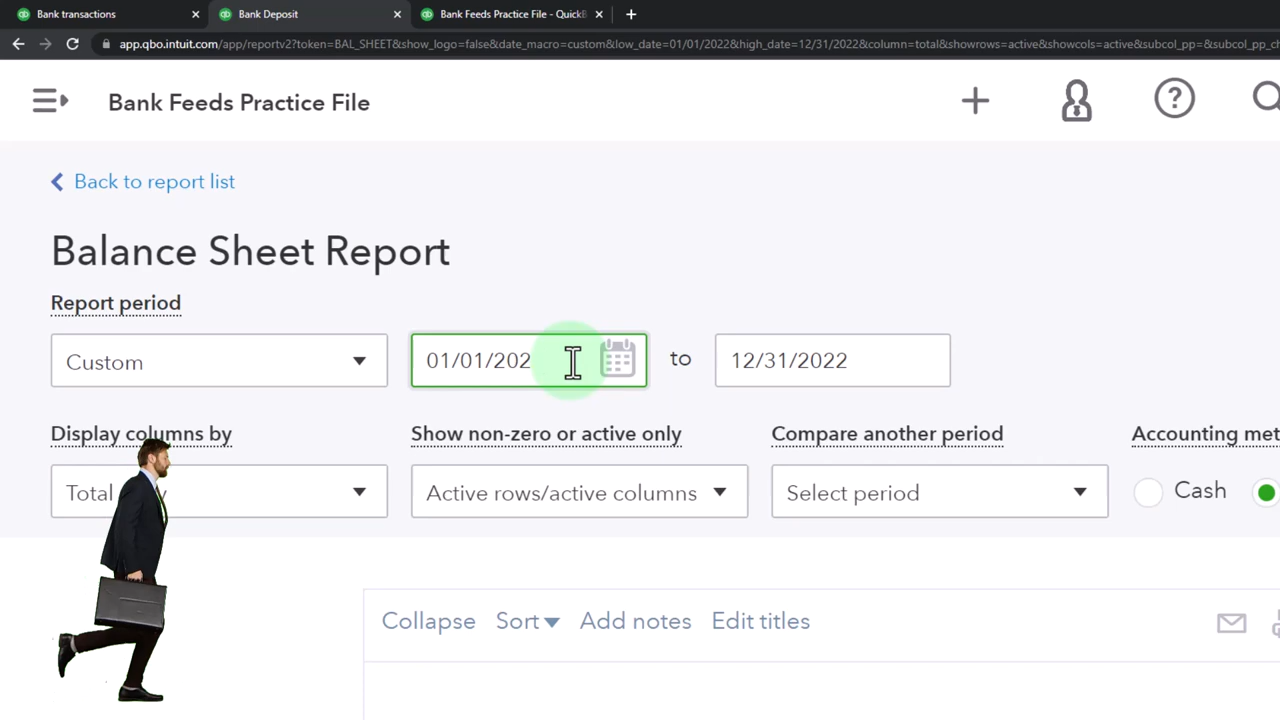 Bank transactions
Bank Deposit
Bank Feeds Practice File - QuickB
app.qbo.intuit.com/app/reportv2?token=BAL_SHEET&show_logo=false&date_macro=custom&low_date=01/01/2022&high_date=12/31/2022&column=total&showrows=active&showcols=active&subcol_pp=&subcol_pp_ch
Bank Feeds Practice File
Back to report list
Balance Sheet Report
Report period
Custom 01/01/202 to 12/31/2022
Display columns by Show non-zero or active only Compare another period Accounting met
Total Active rows/active columns Select period Cash
Collapse Sort Add notes Edit titles